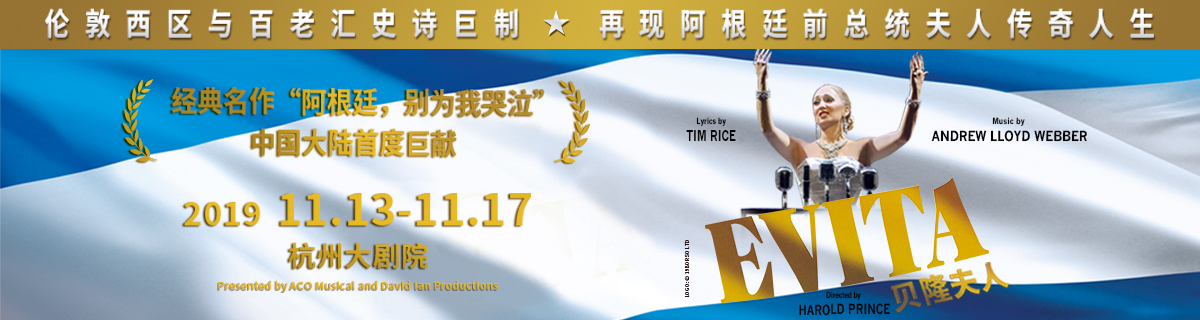 伦敦西区与百老汇史诗巨制 ★ 再现阿根廷前总统夫人传奇人生
经典名作“阿根廷，别为我哭泣”
中国大陆首度巨献
2019 11.13-11.17
杭州大剧院
Presented by ACO Musical and David Ian Productions
Lyrics by
TIM RICE
Music by
ANDREW LLOYD WEBBER
EVITA
贝隆夫人
Directed by
HAROLD PRINCE